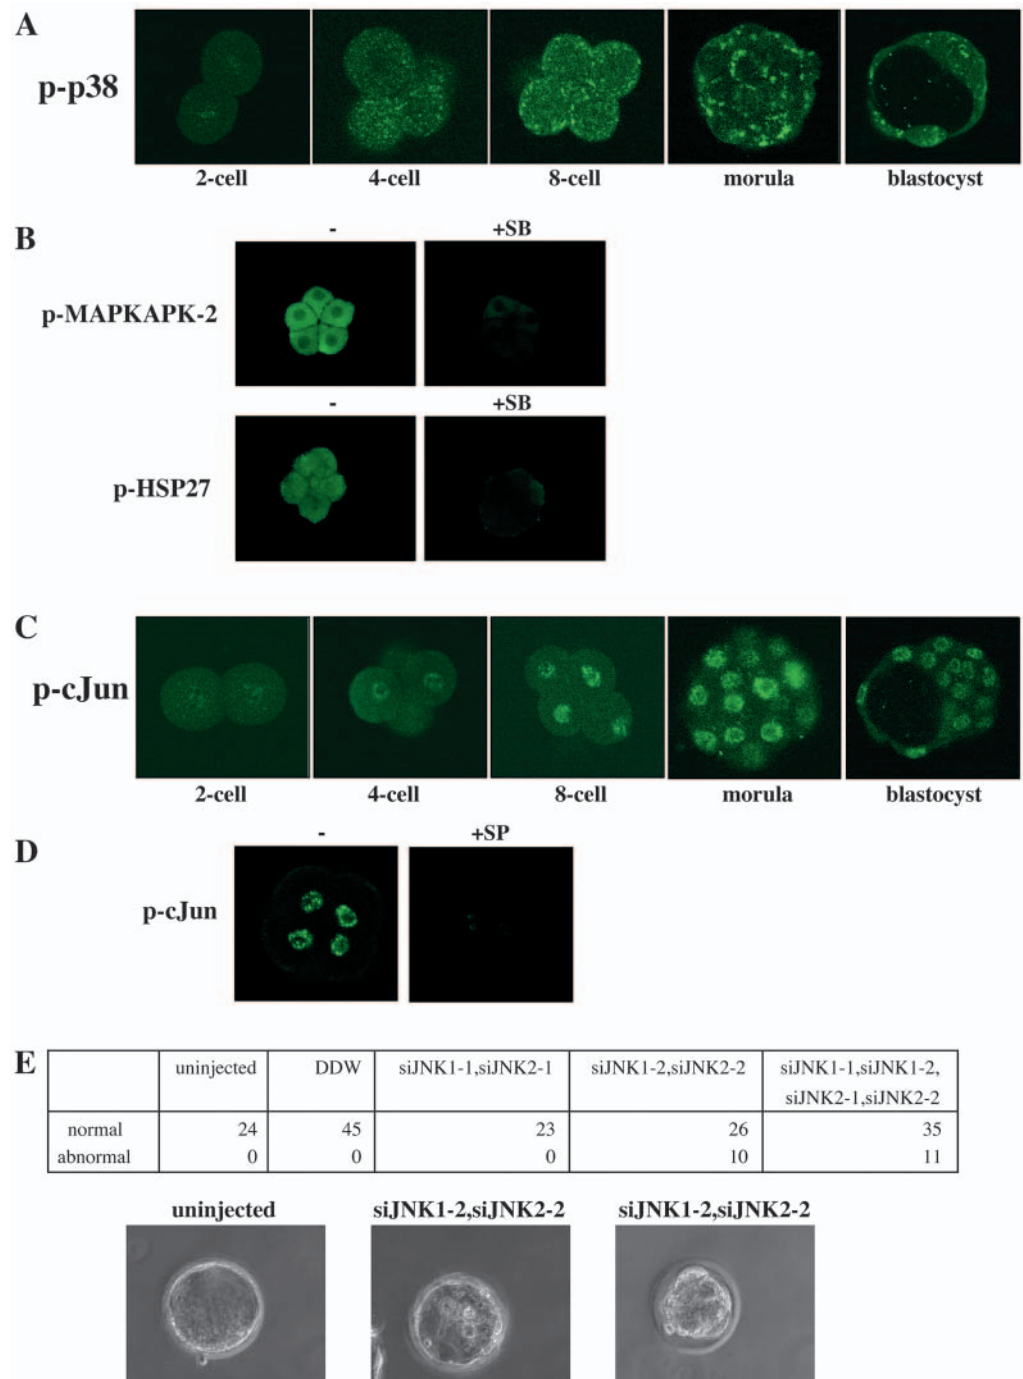 A
p-p38
2-cell 4-cell 8-cell morula blastocyst
B
- +SB
p-MAPKAPK-2
- +SB
p-HSP27
C
p-cJun
2-cell 4-cell 8-cell morula blastocyst
D
- +SP
p-cJun
E
uninjected DDW siJNK1-1,siJNK2-1 siJNK1-2,siJNK2-2 siJNK1-1,siJNK1-2,
siJNK2-1,siJNK2-2
normal 24 45 23 26 35
abnormal 0 0 0 10 11
uninjected siJNK1-2,siJNK2-2 siJNK1-2,siJNK2-2